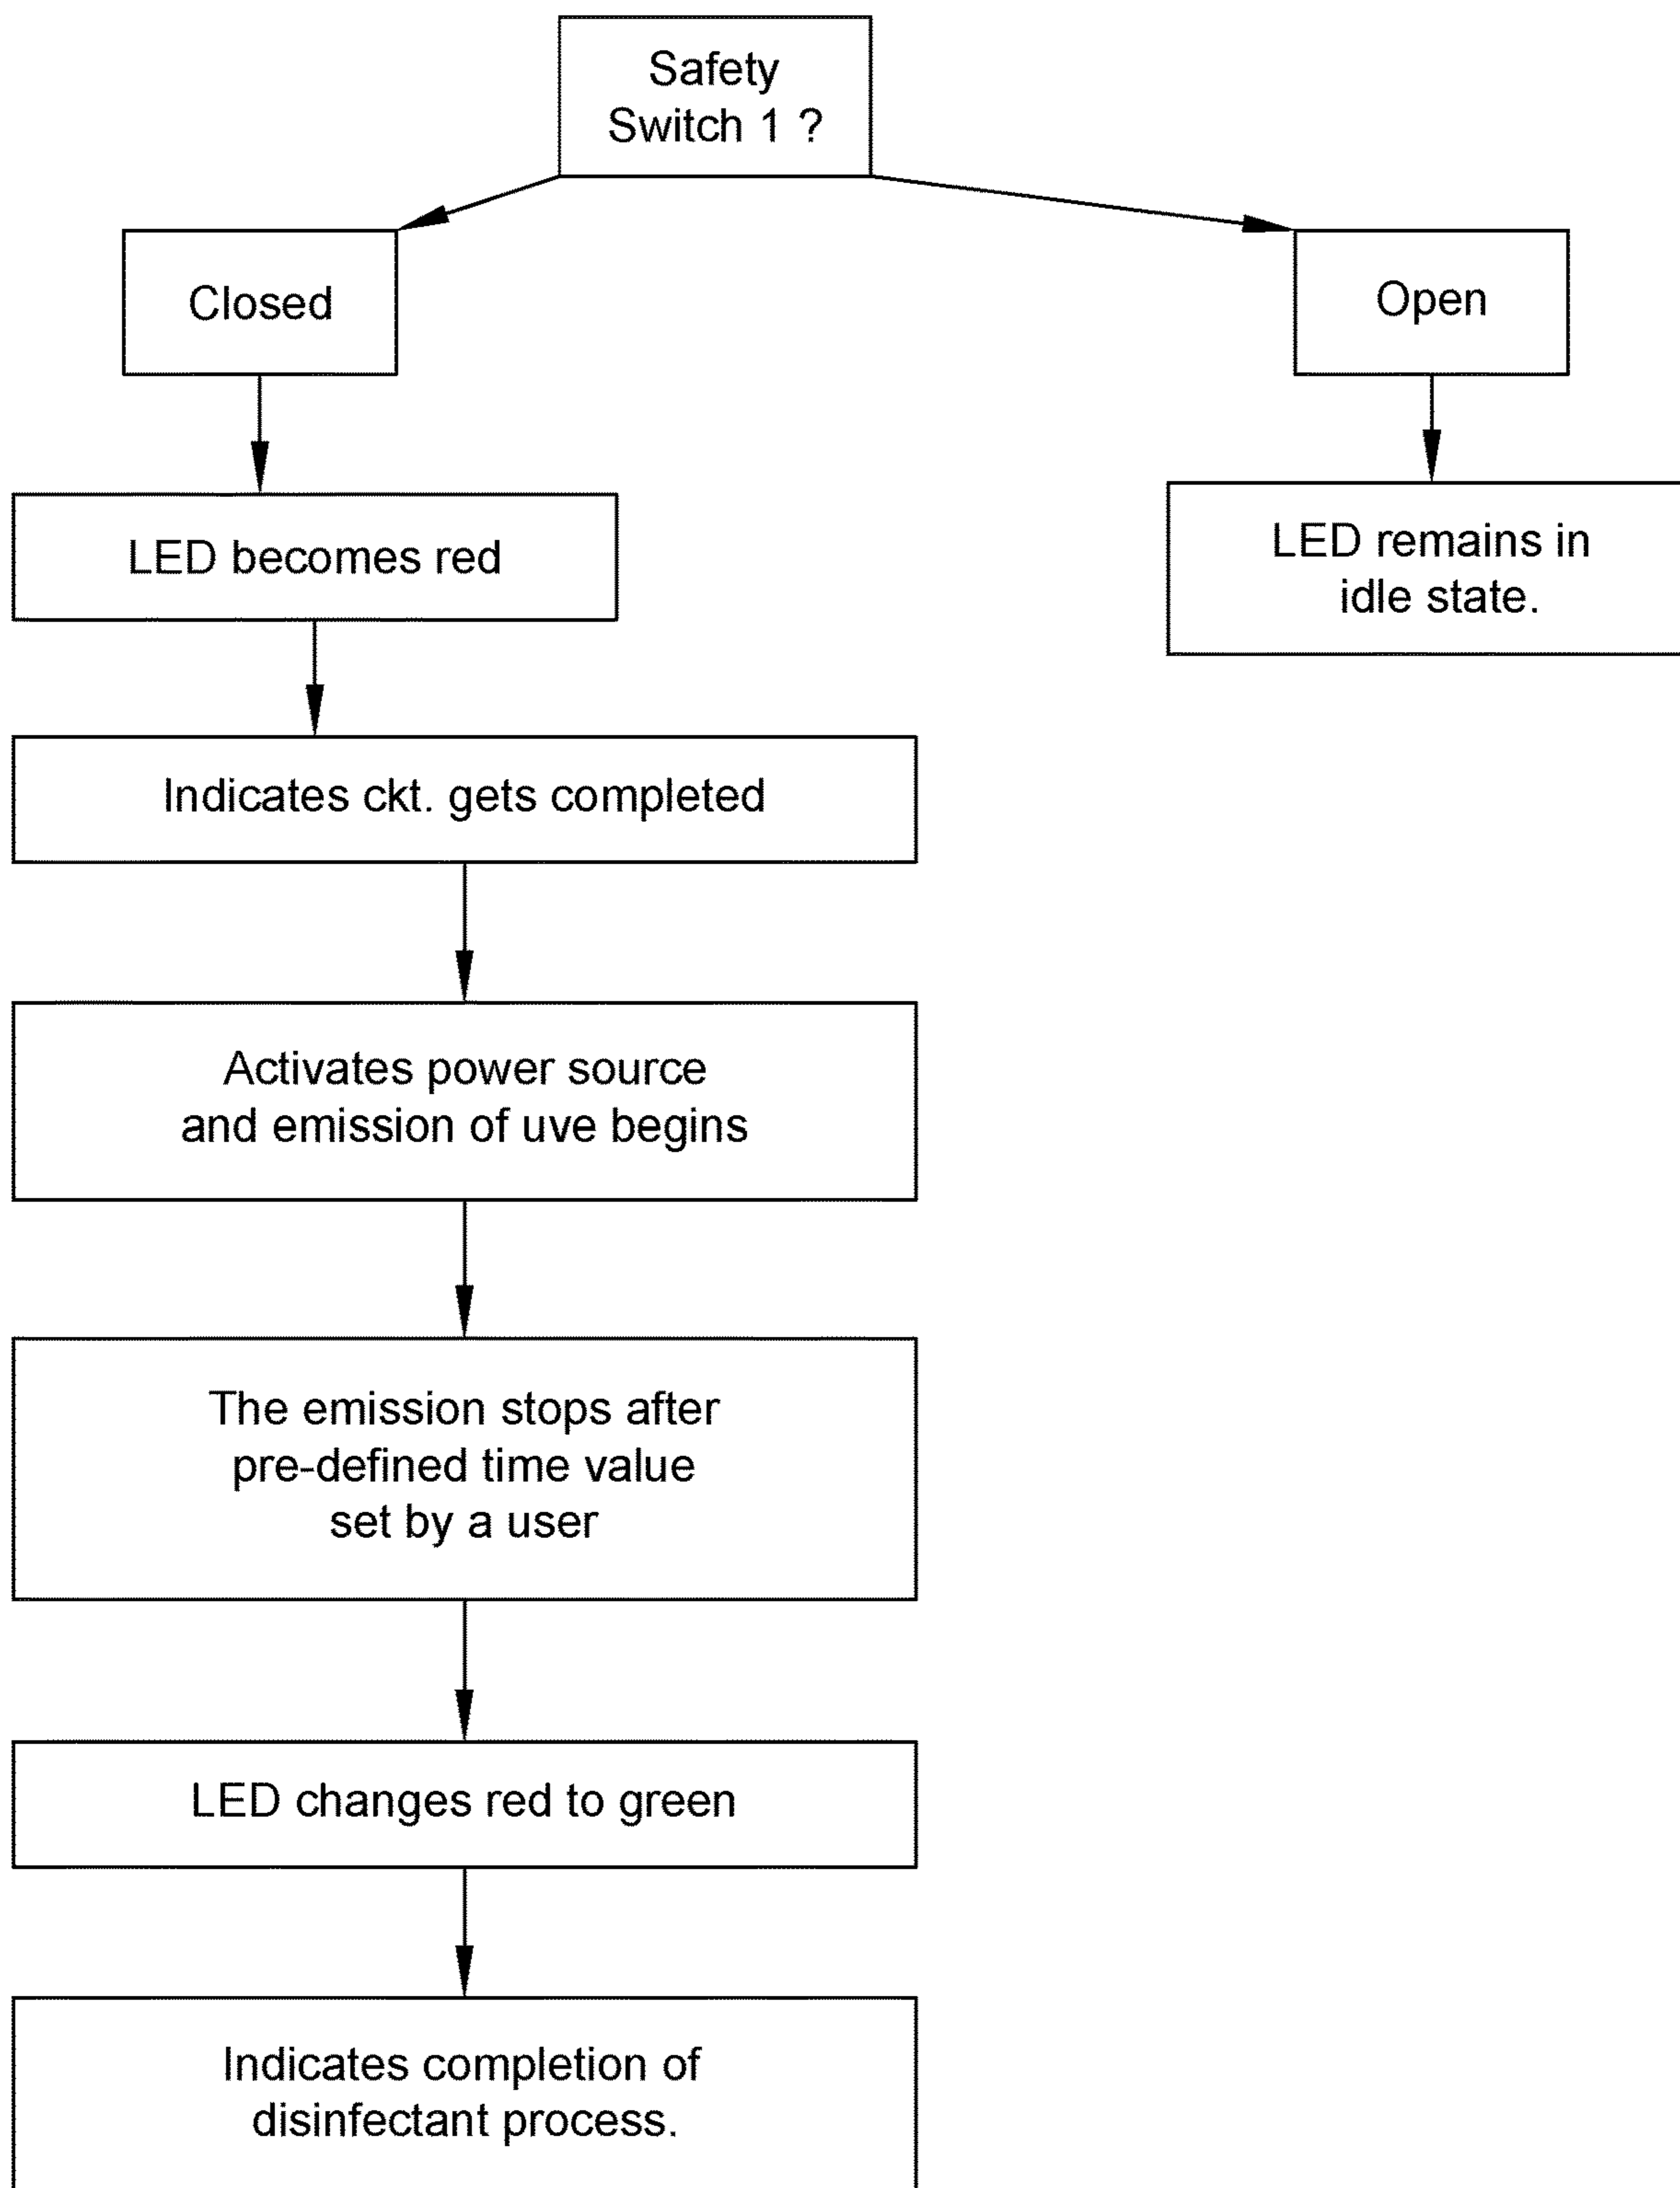 Safety
Switch 1 ?
Closed
Open
LED becomes red
LED remains in
idle state.
Indicates ckt. gets completed
Activates power source
and emission of uve begins
The emission stops after
pre-defined time value
set by a user
LED changes red to green
Indicates completion of
disinfectant process.